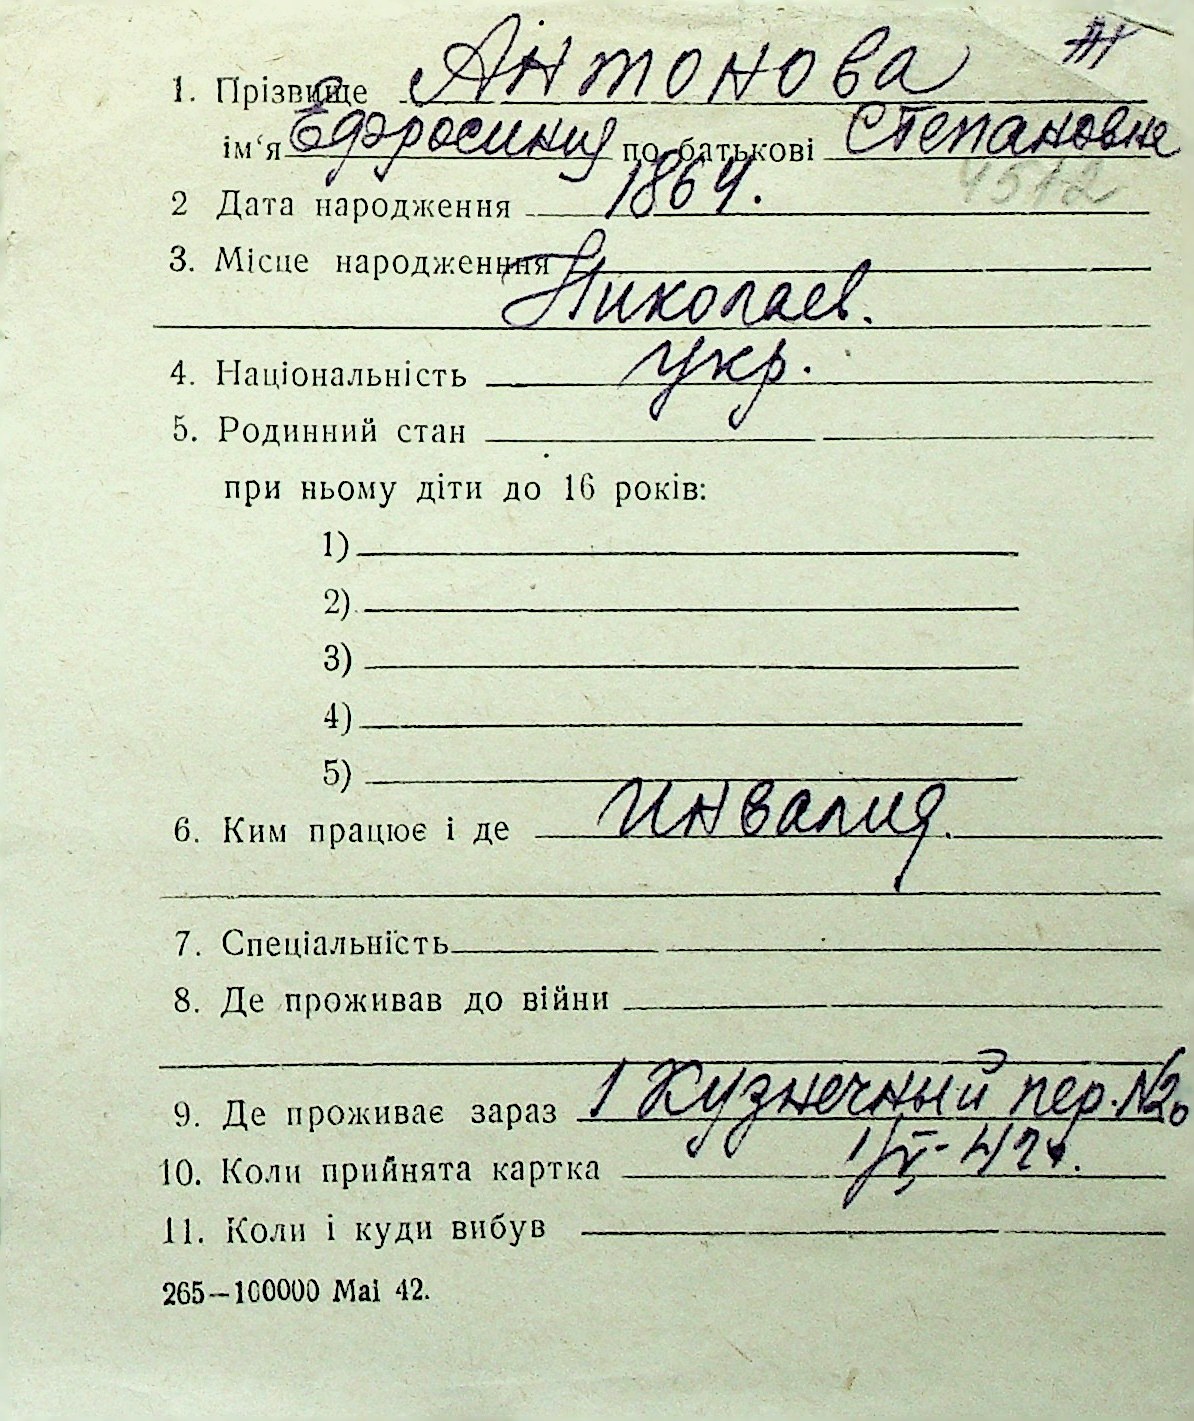 1. Прізвище Антонова
ім‘я Ефросиния по батькові Степановна
4512
2 Дата народження 1864.
3. Місце народження
Николаев.
4. Національність укр.
5. Родинний стан
при ньому діти до 16 років:
1)
2)
3)
4)
5)
6. Ким працює і де инвалид.
7. Спеціальність
8. Де проживав до війни
9. Де проживає зараз 1 Кузнечный пер. №20
10. Коли прийнята картка
11. Коли і куди вибув
265—100000 Mai 42.